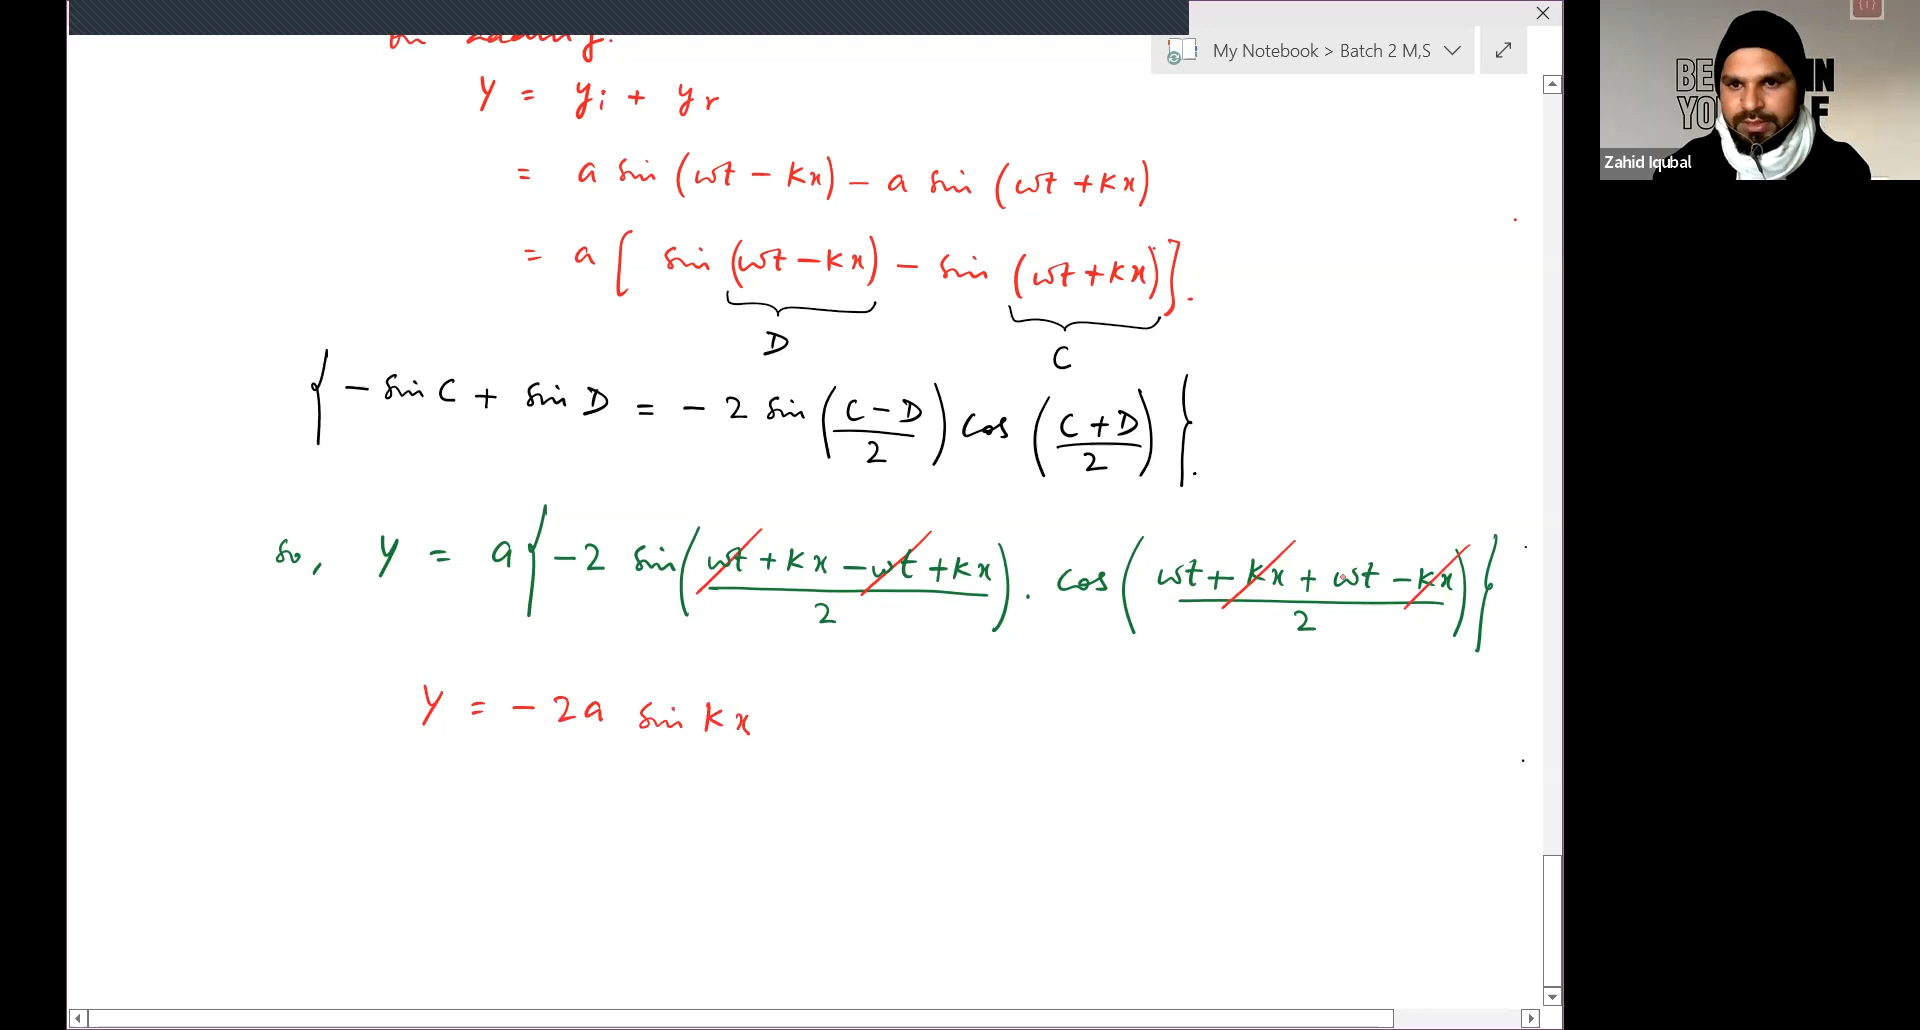 y = yi + yr
= a sin (ωt − kx) − a sin (ωt + kx)
= a [ sin (ωt − kx) − sin (ωt + kx) ].
D
C
{ − sin C + sin D = − 2 sin ( C − D / 2 ) cos ( C + D / 2 ) }.
so, y = a { −2 sin ( ωt + kx − ωt + kx / 2 ) . cos ( ωt + kx + ωt − kx / 2 ) }
y = − 2a sin kx
My Notebook > Batch 2 M,S
Zahid Iqubal